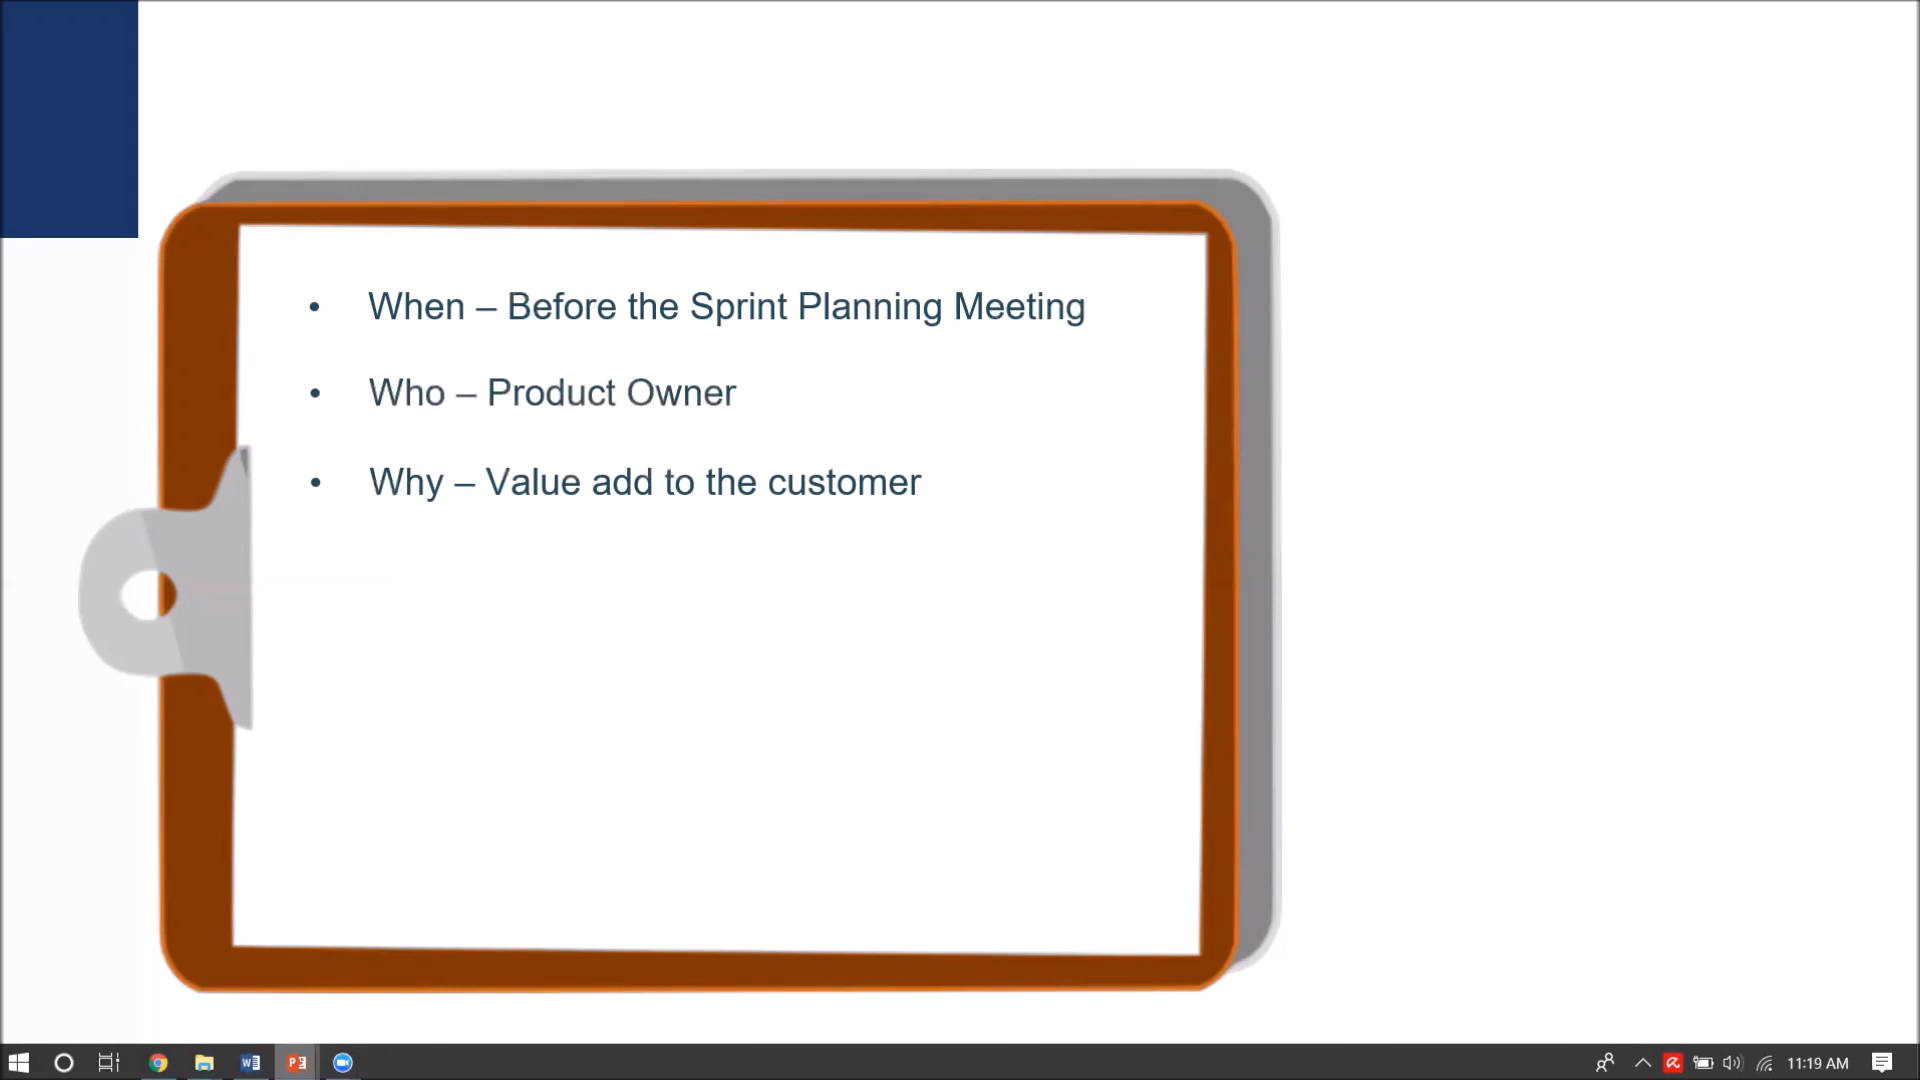 • When – Before the Sprint Planning Meeting
• Who – Product Owner
• Why – Value add to the customer
11:19 AM